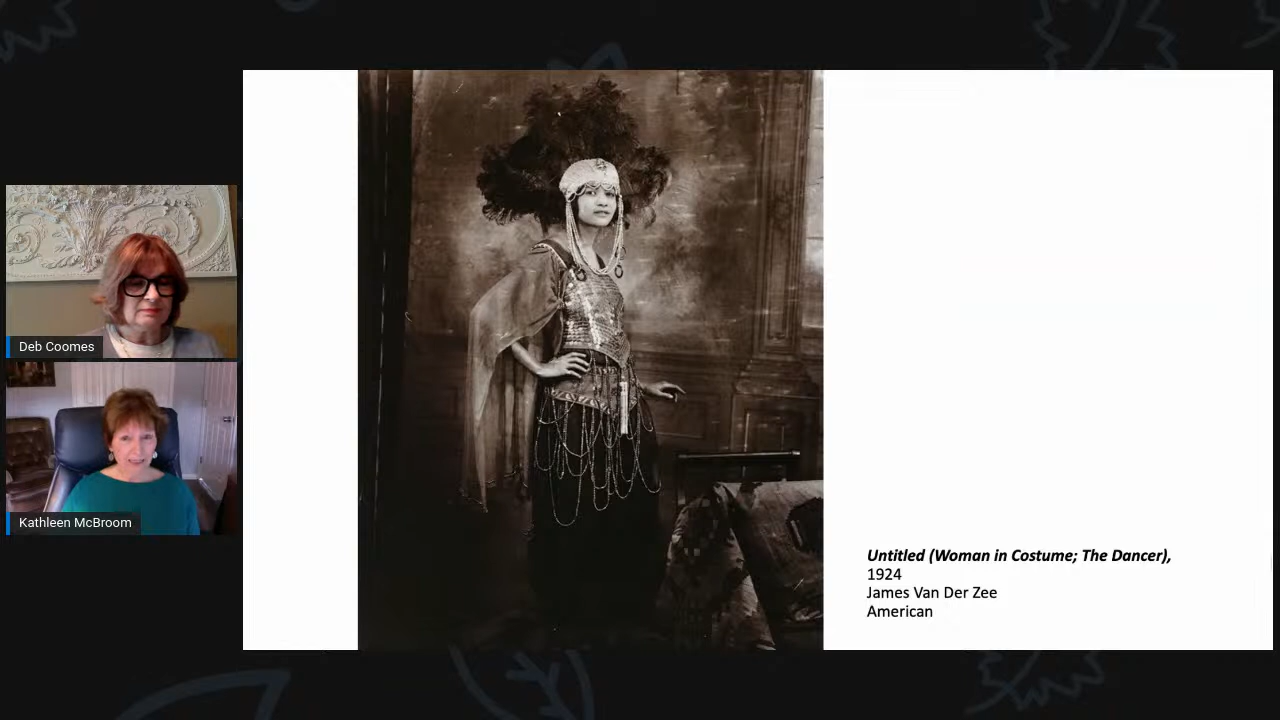 Deb Coomes
Kathleen McBroom
Untitled (Woman in Costume; The Dancer),
1924
James Van Der Zee
American